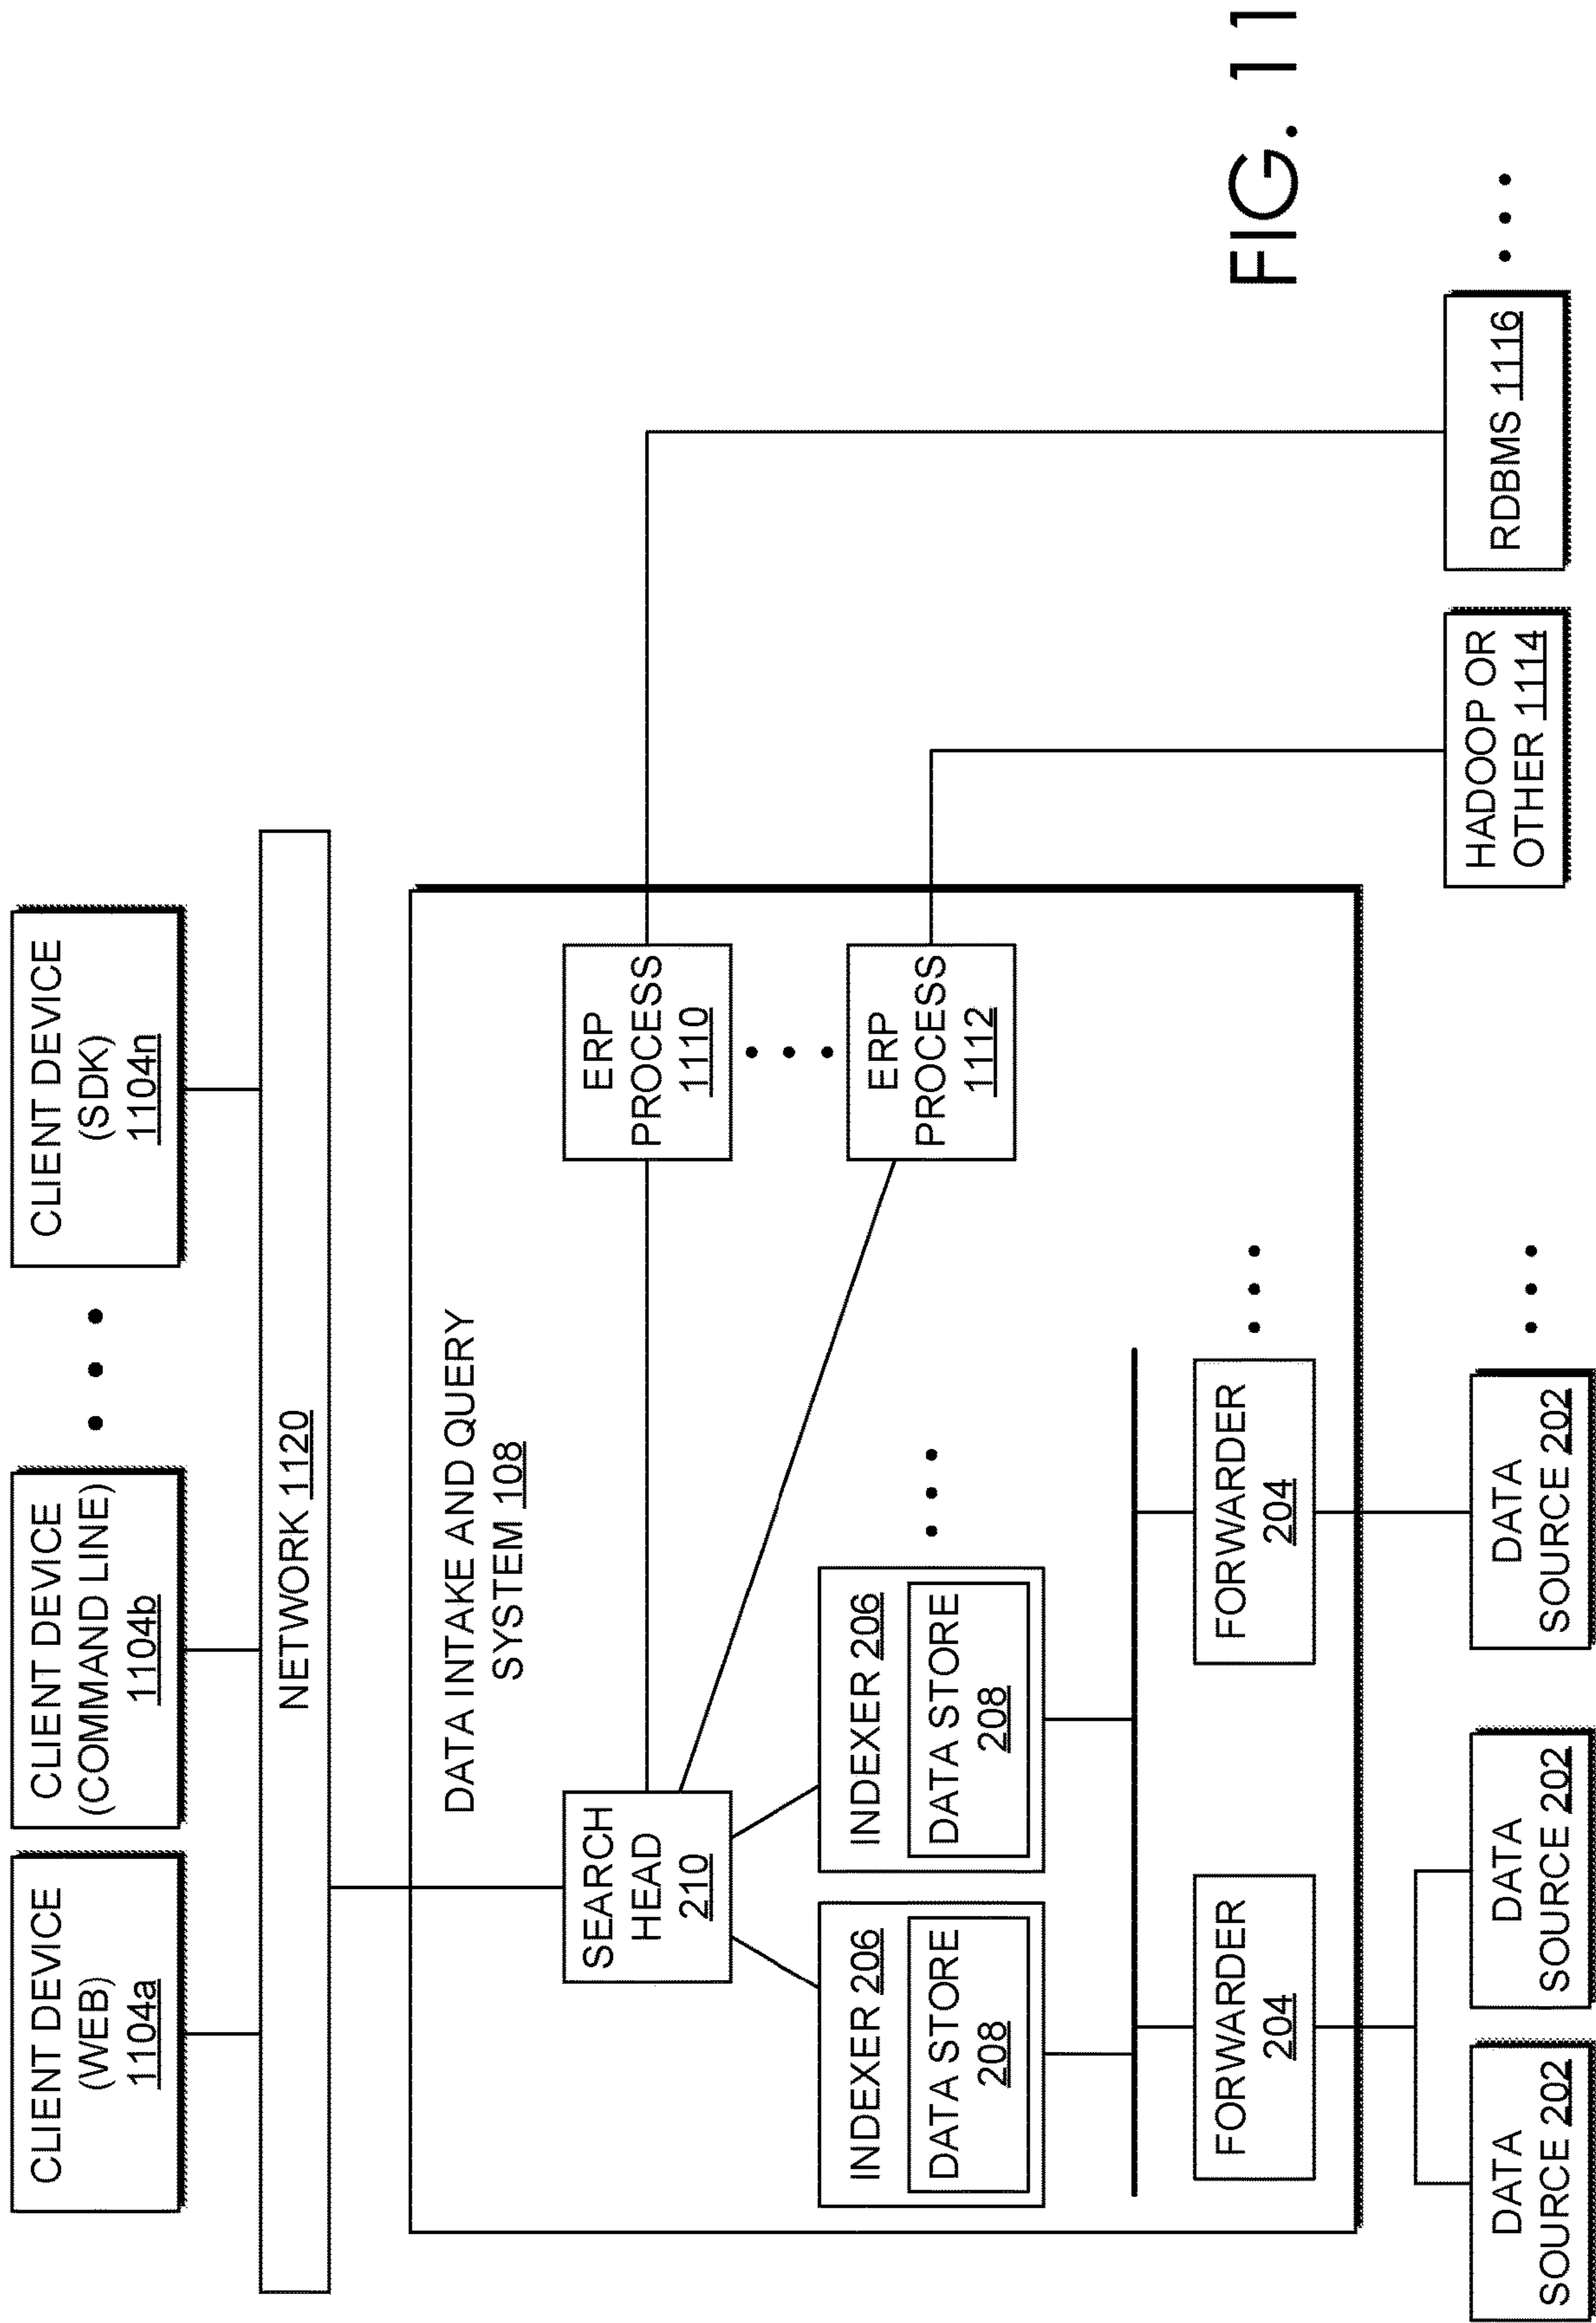 CLIENT DEVICE
(WEB)
1104a
CLIENT DEVICE
(COMMAND LINE)
1104b
CLIENT DEVICE
(SDK)
1104n
NETWORK 1120
DATA INTAKE AND QUERY
SYSTEM 108
SEARCH
HEAD
210
ERP
PROCESS
1110
ERP
PROCESS
1112
INDEXER 206
DATA STORE
208
INDEXER 206
DATA STORE
208
FORWARDER
204
FORWARDER
204
DATA
SOURCE 202
DATA
SOURCE 202
DATA
SOURCE 202
HADOOP OR
OTHER 1114
RDBMS 1116
FIG. 11